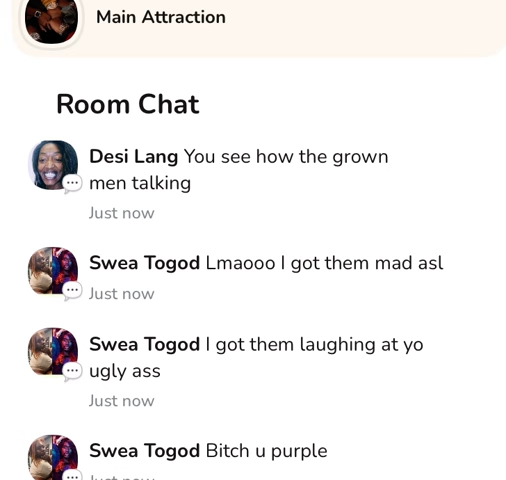 Main Attraction
Room Chat
Desi Lang You see how the grown
men talking
Just now
Swea Togod Lmaooo I got them mad asl
Just now
Swea Togod I got them laughing at yo
ugly ass
Just now
Swea Togod Bitch u purple
Just now